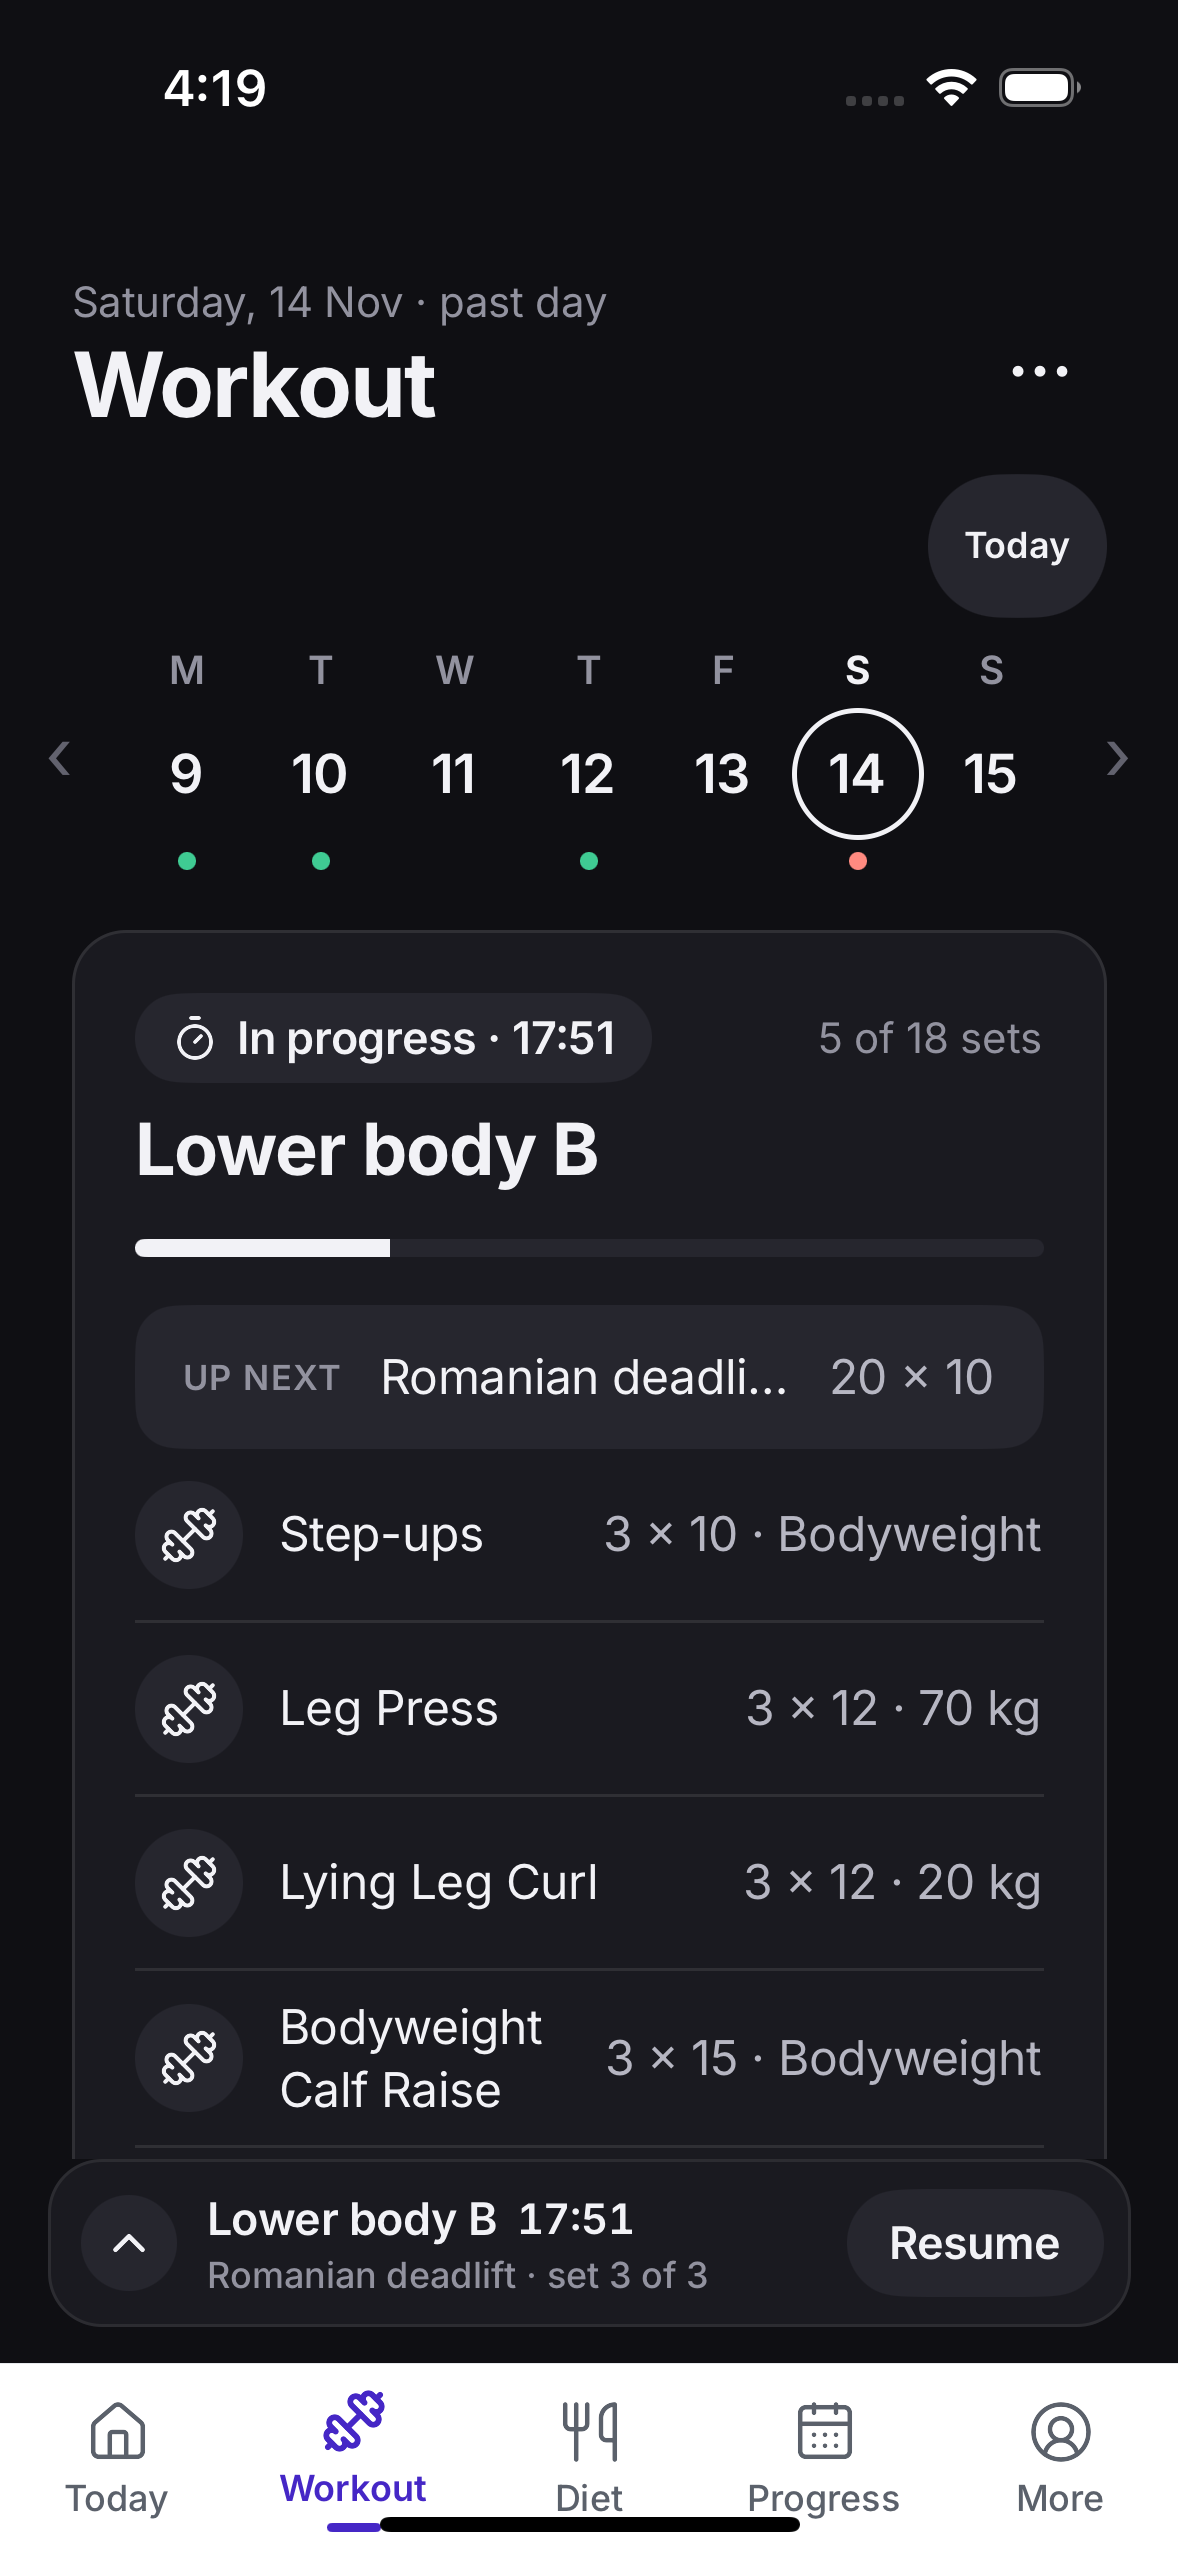 4:19
Saturday, 14 Nov · past day
Workout
Today
M T W T F S S
9 10 11 12 13 14 15
In progress · 17:51
5 of 18 sets
Lower body B
UP NEXT Romanian deadli... 20 × 10
Step-ups 3 × 10 · Bodyweight
Leg Press 3 × 12 · 70 kg
Lying Leg Curl 3 × 12 · 20 kg
Bodyweight
Calf Raise
3 × 15 · Bodyweight
Lower body B 17:51
Romanian deadlift · set 3 of 3
Resume
Today Workout Diet Progress More